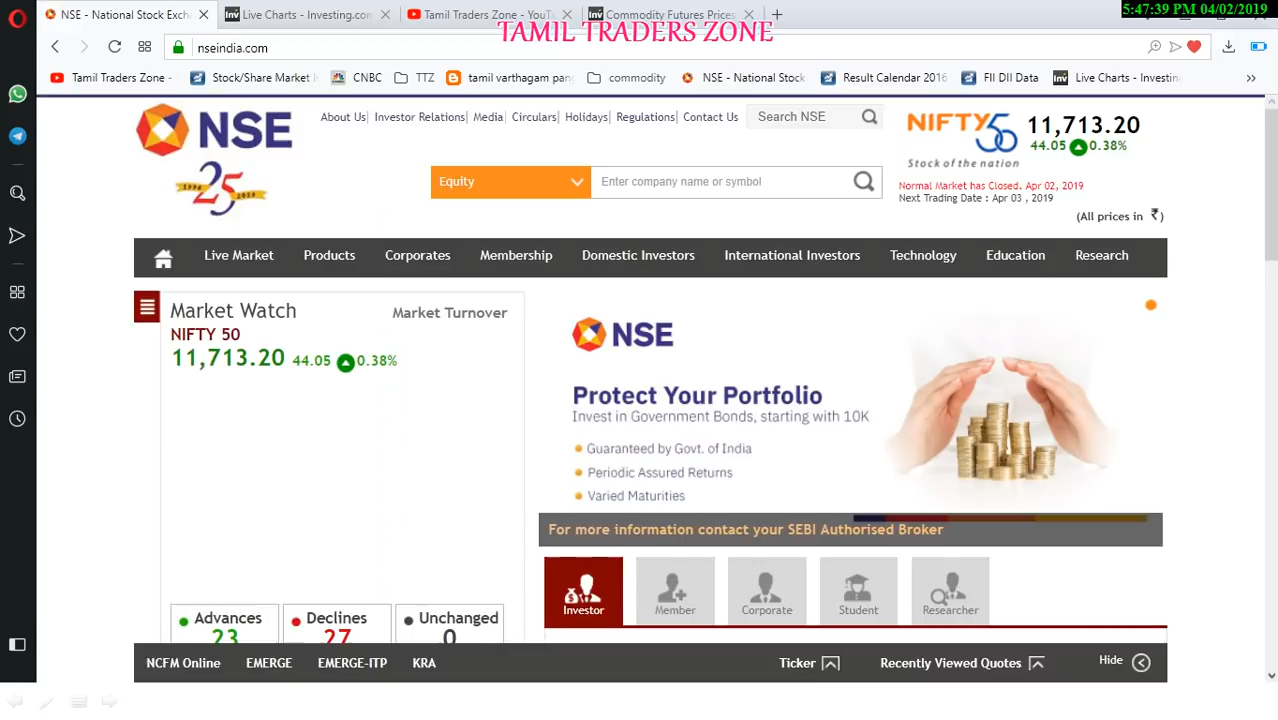 NSE - National Stock Exch
Live Charts - Investing.com
Tamil Traders Zone - YouTu
Commodity Futures Prices
5:47:39 PM 04/02/2019
TAMIL TRADERS ZONE
nseindia.com
Tamil Traders Zone -
Stock/Share Market
CNBC
TTZ
tamil varthagam pang
commodity
NSE - National Stock
Result Calendar 2016
FII DII Data
Live Charts - Investin
NSE
About Us| Investor Relations| Media| Circulars| Holidays| Regulations| Contact Us
Search NSE
NIFTY50
Stock of the nation
11,713.20
44.05 0.38%
1994 25 2019
Equity
Enter company name or symbol
Normal Market has Closed. Apr 02, 2019
Next Trading Date : Apr 03 , 2019
(All prices in ₹)
Live Market Products Corporates Membership Domestic Investors International Investors Technology Education Research
Market Watch
Market Turnover
NIFTY 50
11,713.20 44.05 0.38%
NSE
Protect Your Portfolio
Invest in Government Bonds, starting with 10K
Guaranteed by Govt. of India
Periodic Assured Returns
Varied Maturities
For more information contact your SEBI Authorised Broker
Investor
Member
Corporate
Student
Researcher
Advances
23
Declines
27
Unchanged
0
NCFM Online EMERGE EMERGE-ITP KRA
Ticker
Recently Viewed Quotes
Hide